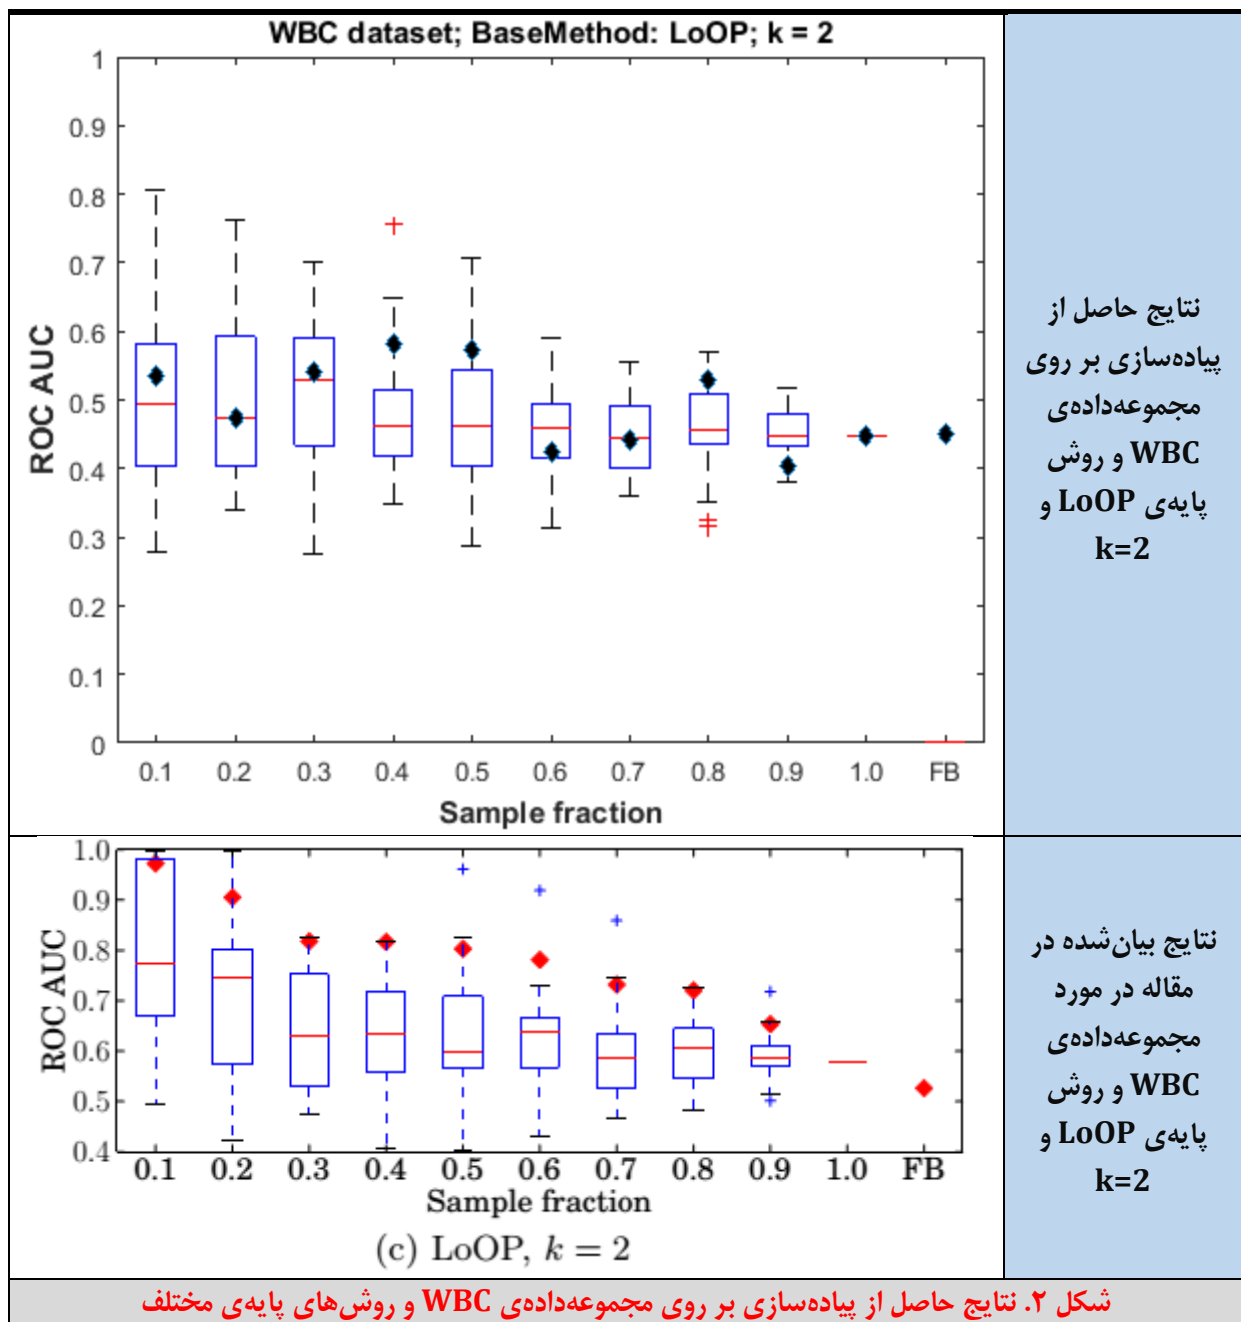 WBC dataset; BaseMethod: LoOP; k = 2
1
0.9
0.8
0.7
0.6
0.5
0.4
0.3
0.2
0.1
0
ROC AUC
0.1 0.2 0.3 0.4 0.5 0.6 0.7 0.8 0.9 1.0 FB
Sample fraction
نتایج حاصل از
پیاده‌سازی بر روی
مجموعه‌داده‌ی
WBC و روش
پایه‌ی LoOP و
k=2
1.0
0.9
0.8
0.7
0.6
0.5
0.4
ROC AUC
0.1 0.2 0.3 0.4 0.5 0.6 0.7 0.8 0.9 1.0 FB
Sample fraction
(c) LoOP, k = 2
نتایج بیان‌شده در
مقاله در مورد
مجموعه‌داده‌ی
WBC و روش
پایه‌ی LoOP و
k=2
شکل ۲. نتایج حاصل از پیاده‌سازی بر روی مجموعه‌داده‌ی WBC و روش‌های پایه‌ی مختلف